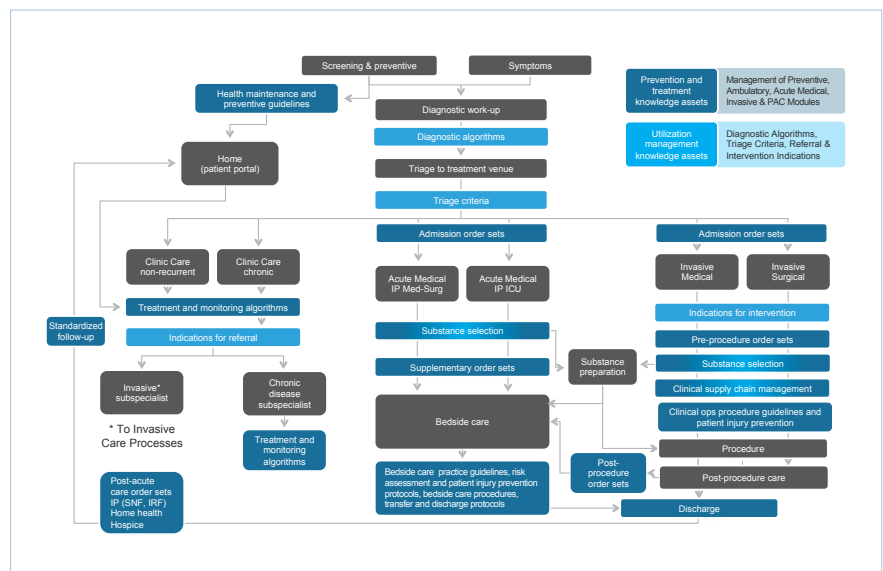 Screening & preventive
Symptoms
Health maintenance and
preventive guidelines
Diagnostic work-up
Diagnostic algorithms
Home
(patient portal)
Triage to treatment venue
Triage criteria
Prevention and
treatment
knowledge assets
Management of Preventive,
Ambulatory, Acute Medical,
Invasive & PAC Modules
Utilization
management
knowledge assets
Diagnostic Algorithms,
Triage Criteria, Referral &
Intervention Indications
Admission order sets
Admission order sets
Clinic Care
non-recurrent
Clinic Care
chronic
Acute Medical
IP Med-Surg
Acute Medical
IP ICU
Invasive
Medical
Invasive
Surgical
Treatment and monitoring algorithms
Indications for intervention
Standardized
follow-up
Indications for referral
Substance selection
Pre-procedure order sets
Supplementary order sets
Substance
preparation
Substance selection
Invasive*
subspecialist
Chronic
disease
subspecialist
Clinical supply chain management
* To Invasive
Care Processes
Bedside care
Clinical ops procedure guidelines and
patient injury prevention
Treatment and
monitoring
algorithms
Procedure
Post-acute
care order sets
IP (SNF, IRF)
Home health
Hospice
Bedside care practice guidelines, risk
assessment and patient injury prevention
protocols, bedside care procedures,
transfer and discharge protocols
Post-
procedure
order sets
Post-procedure care
Discharge